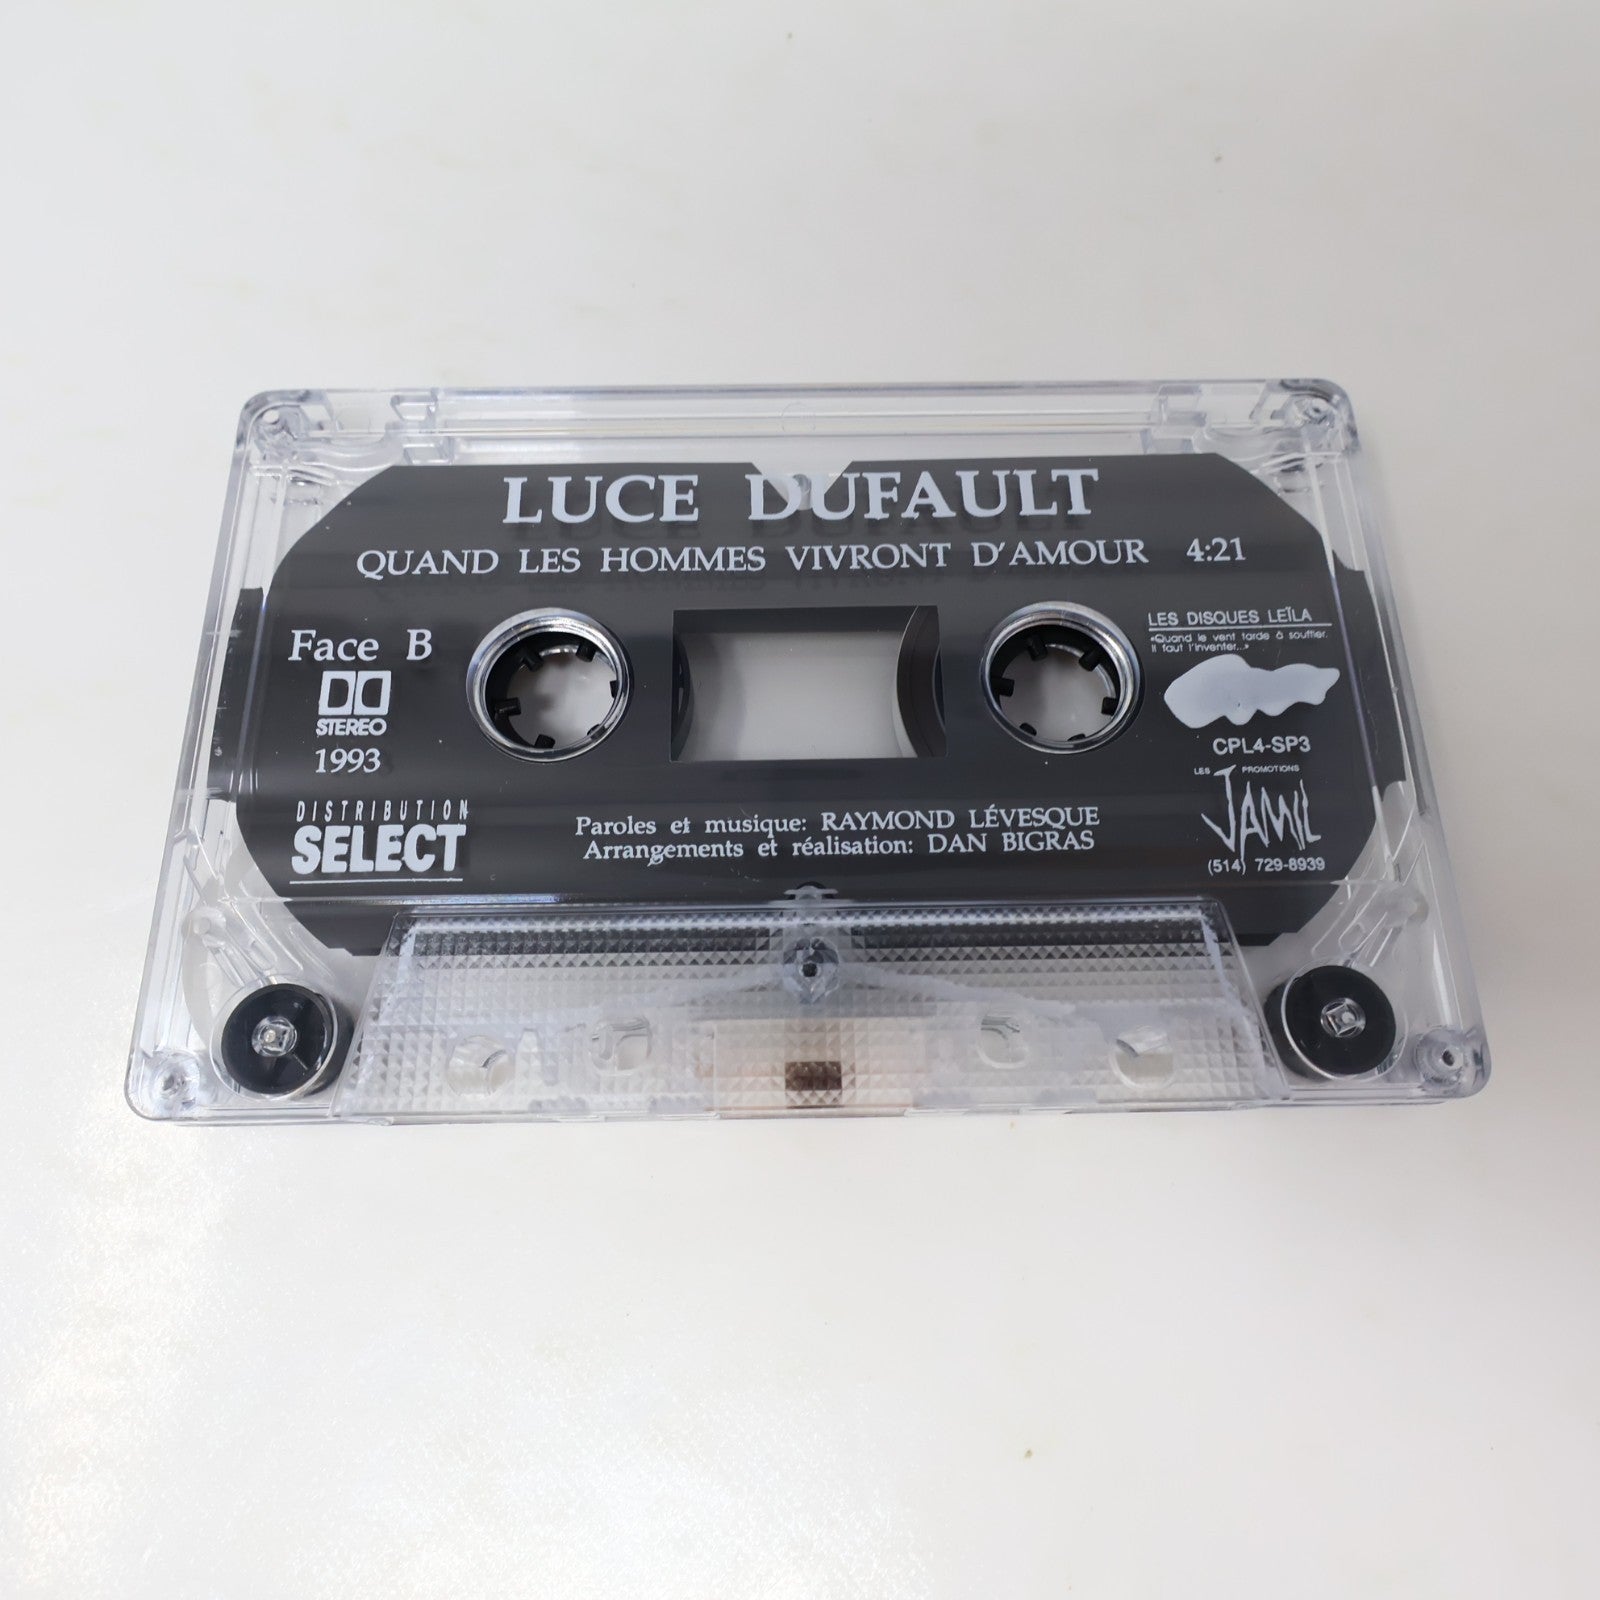 LUCE DUFAULT
QUAND LES HOMMES VIVRONT D'AMOUR 4:21
Face B
STEREO
1993
DISTRIBUTION
SELECT
Paroles et musique: RAYMOND LÉVESQUE
Arrangements et réalisation: DAN BIGRAS
LES DISQUES LEÏLA
«Quand le vent tarde à souffler,
Il faut l'inventer...»
CPL4-SP3
LES PROMOTIONS
JAMIL
(514) 729-8939